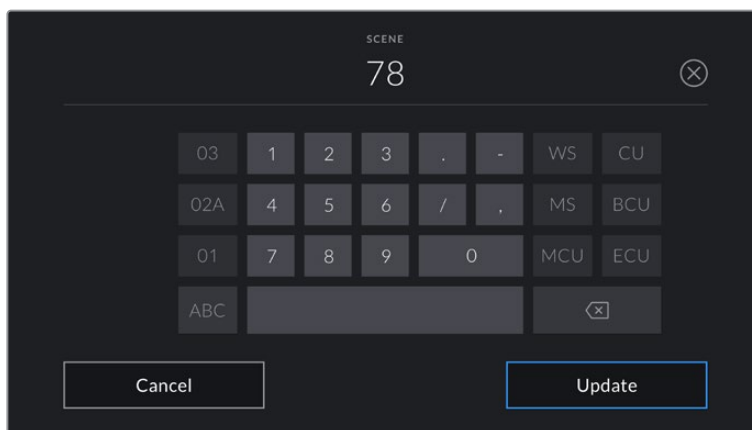 SCENE
78
03 1 2 3 . - WS CU
02A 4 5 6 / , MS BCU
01 7 8 9 0 MCU ECU
ABC
Cancel Update